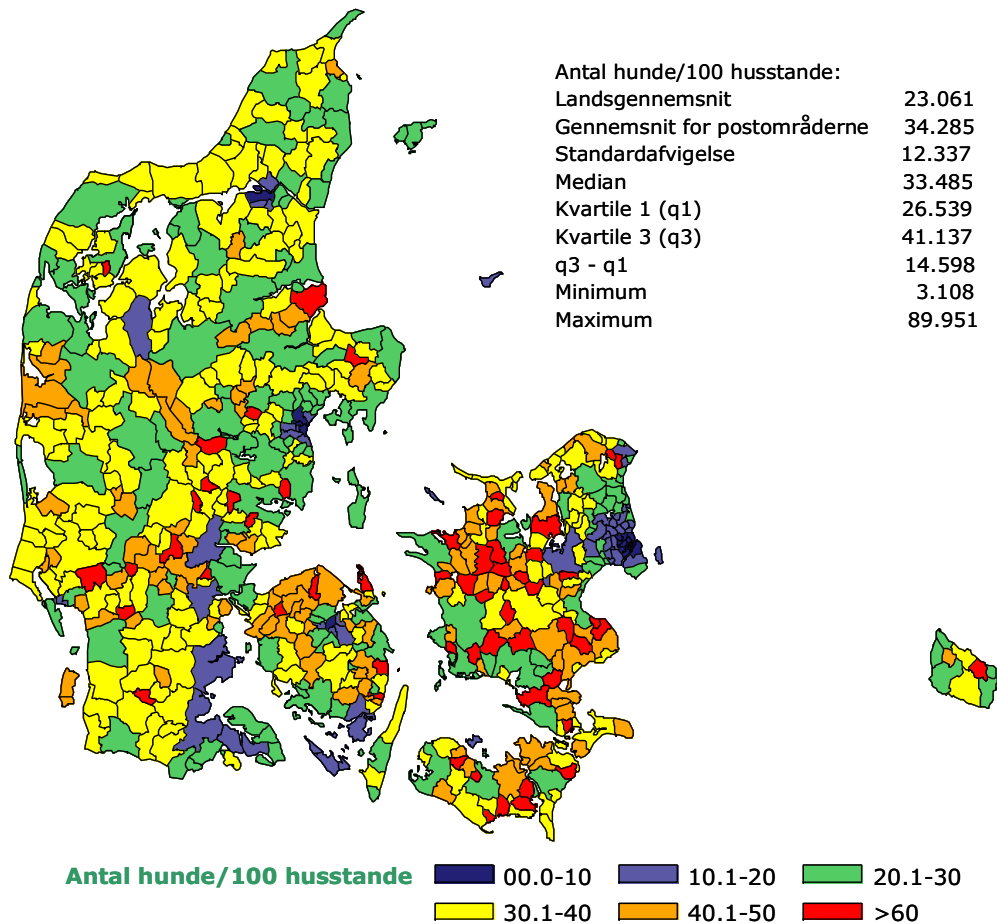 Antal hunde/100 husstande:
Landsgennemsnit 23.061
Gennemsnit for postområderne 34.285
Standardafvigelse 12.337
Median 33.485
Kvartile 1 (q1) 26.539
Kvartile 3 (q3) 41.137
q3 - q1 14.598
Minimum 3.108
Maximum 89.951
Antal hunde/100 husstande 00.0-10 10.1-20 20.1-30
30.1-40 40.1-50 >60